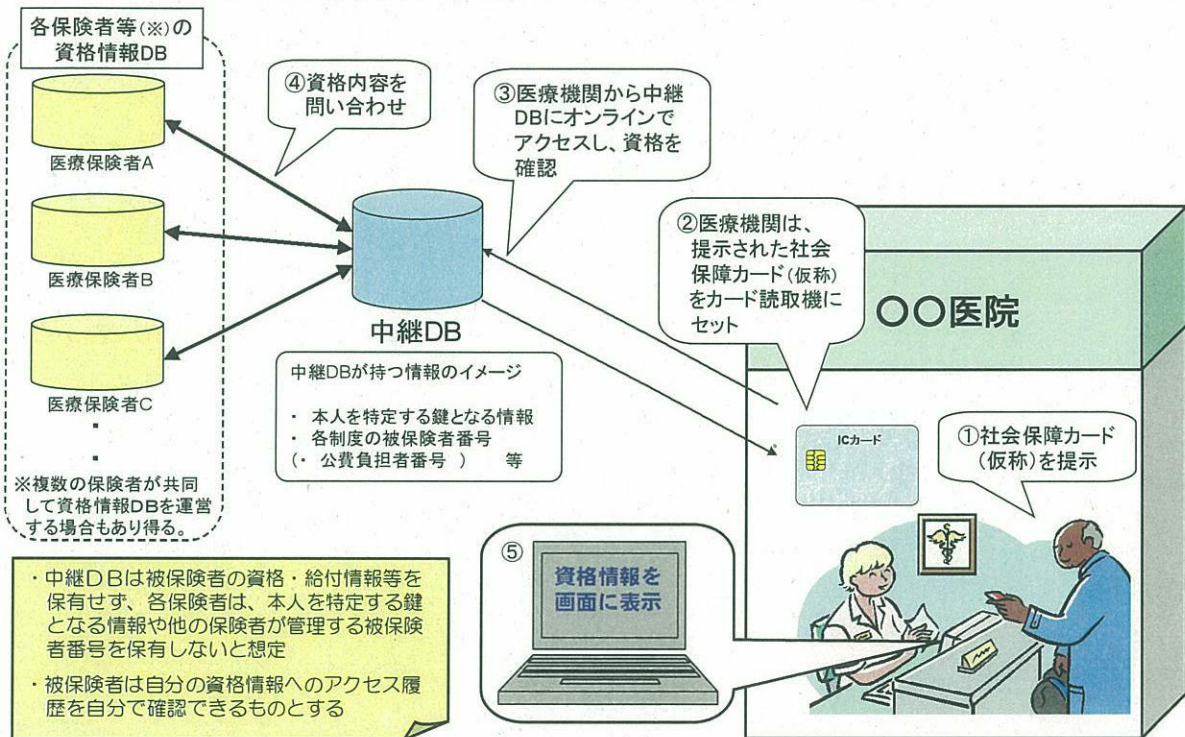 各保険者等(※)の
資格情報DB
医療保険者A
医療保険者B
医療保険者C
・
・
※複数の保険者が共同
して資格情報DBを運営
する場合もあり得る。
④資格内容を
問い合わせ
③医療機関から中継
DBにオンラインで
アクセスし、資格を
確認
中継DB
中継DBが持つ情報のイメージ
・ 本人を特定する鍵となる情報
・ 各制度の被保険者番号
(・ 公費負担者番号 ) 等
②医療機関は、
提示された社会
保障カード(仮称)
をカード読取機に
セット
〇〇医院
ICカード
①社会保障カード
(仮称)を提示
⑤
資格情報を
画面に表示
・中継DBは被保険者の資格・給付情報等を
保有せず、各保険者は、本人を特定する鍵
となる情報や他の保険者が管理する被保険
者番号を保有しないと想定
・被保険者は自分の資格情報へのアクセス履
歴を自分で確認できるものとする